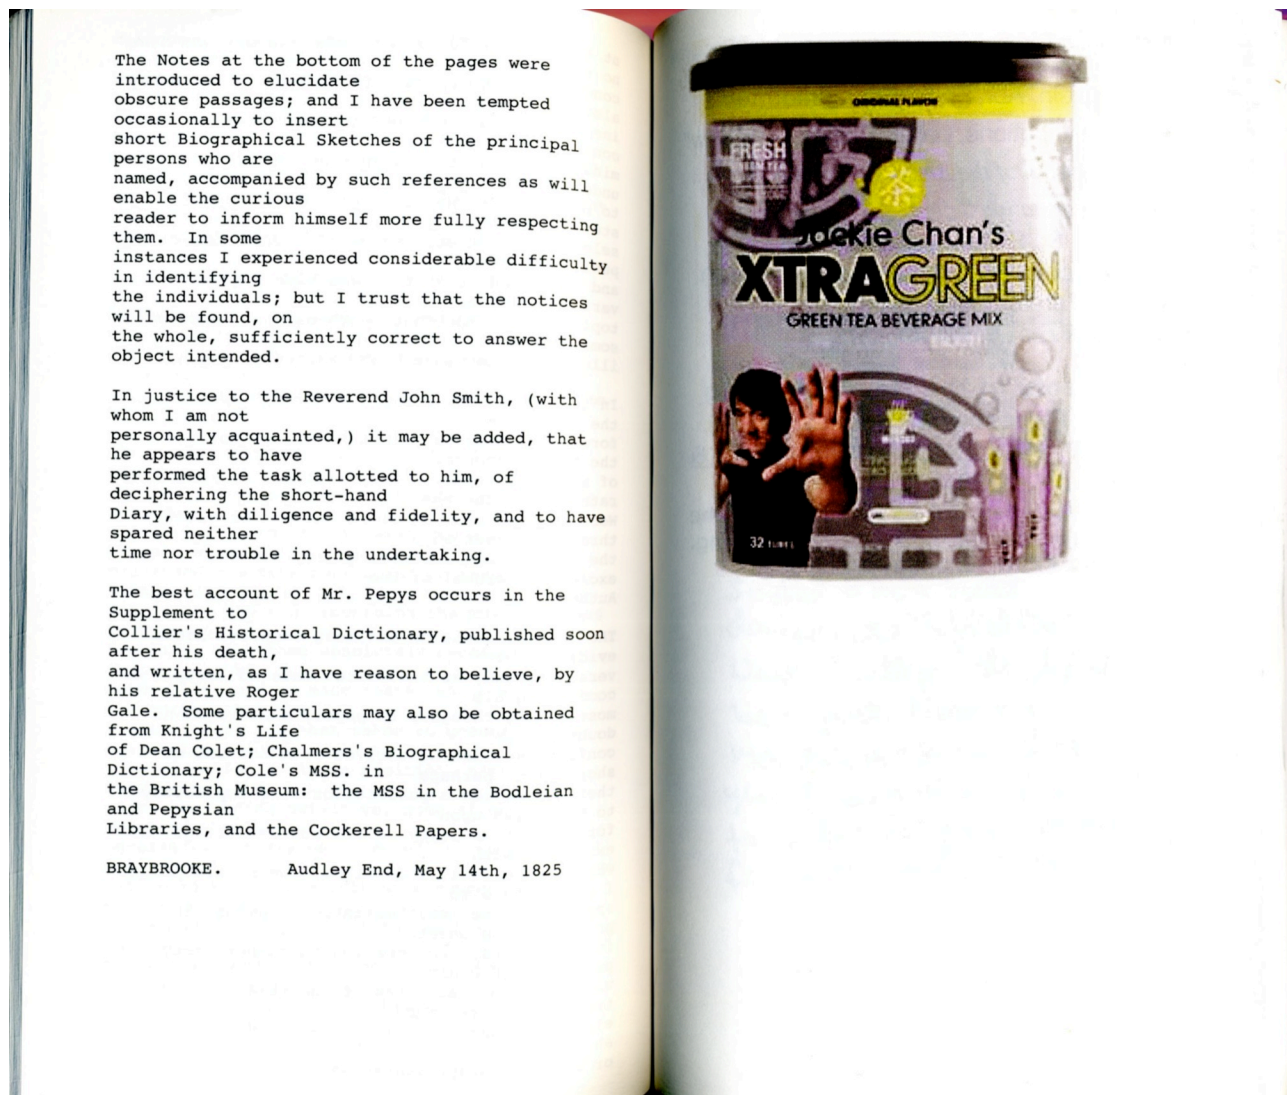 The Notes at the bottom of the pages were
introduced to elucidate
obscure passages; and I have been tempted
occasionally to insert
short Biographical Sketches of the principal
persons who are
named, accompanied by such references as will
enable the curious
reader to inform himself more fully respecting
them.  In some
instances I experienced considerable difficulty
in identifying
the individuals; but I trust that the notices
will be found, on
the whole, sufficiently correct to answer the
object intended.
In justice to the Reverend John Smith, (with
whom I am not
personally acquainted,) it may be added, that
he appears to have
performed the task allotted to him, of
deciphering the short-hand
Diary, with diligence and fidelity, and to have
spared neither
time nor trouble in the undertaking.
The best account of Mr. Pepys occurs in the
Supplement to
Collier's Historical Dictionary, published soon
after his death,
and written, as I have reason to believe, by
his relative Roger
Gale.  Some particulars may also be obtained
from Knight's Life
of Dean Colet; Chalmers's Biographical
Dictionary; Cole's MSS. in
the British Museum:  the MSS in the Bodleian
and Pepysian
Libraries, and the Cockerell Papers.
BRAYBROOKE.      Audley End, May 14th, 1825
ORIGINAL FLAVOR
FRESH
GREEN TEA
茶
Jackie Chan's
XTRAGREEN
GREEN TEA BEVERAGE MIX
32 TUBES